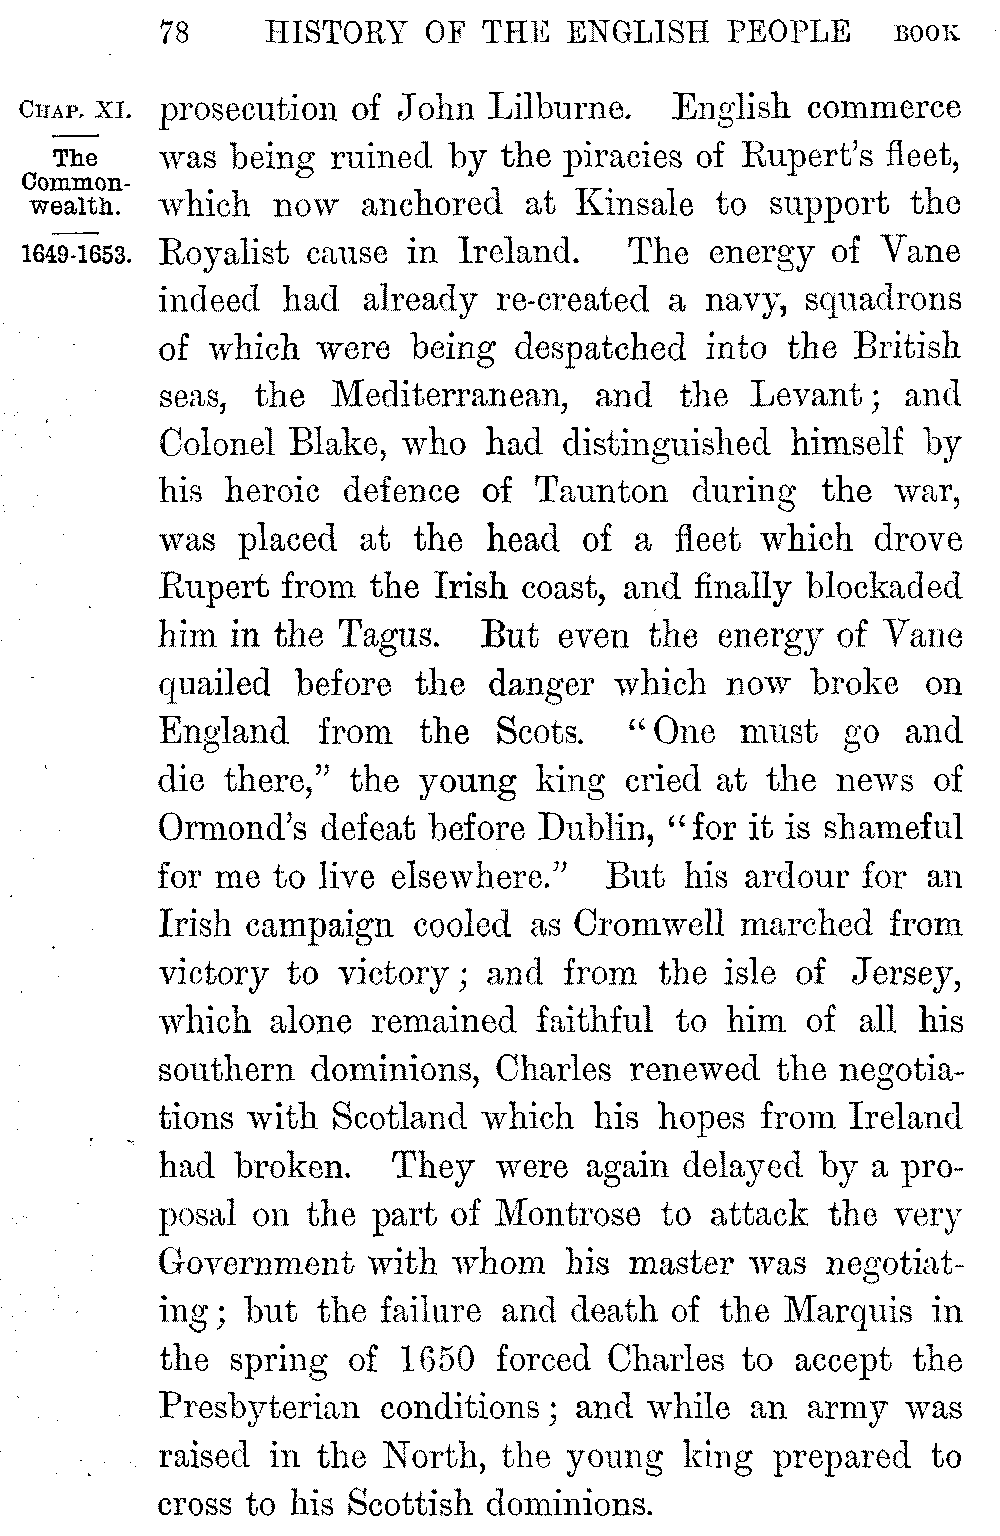 78 HISTORY OF THE ENGLISH PEOPLE BOOK
CHAP. XI.
The
Common-
wealth.
1649-1653.
prosecution of John Lilburne. English commerce
was being ruined by the piracies of Rupert's fleet,
which now anchored at Kinsale to support the
Royalist cause in Ireland. The energy of Vane
indeed had already re-created a navy, squadrons
of which were being despatched into the British
seas, the Mediterranean, and the Levant; and
Colonel Blake, who had distinguished himself by
his heroic defence of Taunton during the war,
was placed at the head of a fleet which drove
Rupert from the Irish coast, and finally blockaded
him in the Tagus. But even the energy of Vane
quailed before the danger which now broke on
England from the Scots. "One must go and
die there," the young king cried at the news of
Ormond's defeat before Dublin, "for it is shameful
for me to live elsewhere." But his ardour for an
Irish campaign cooled as Cromwell marched from
victory to victory; and from the isle of Jersey,
which alone remained faithful to him of all his
southern dominions, Charles renewed the negotia-
tions with Scotland which his hopes from Ireland
had broken. They were again delayed by a pro-
posal on the part of Montrose to attack the very
Government with whom his master was negotiat-
ing; but the failure and death of the Marquis in
the spring of 1650 forced Charles to accept the
Presbyterian conditions; and while an army was
raised in the North, the young king prepared to
cross to his Scottish dominions.